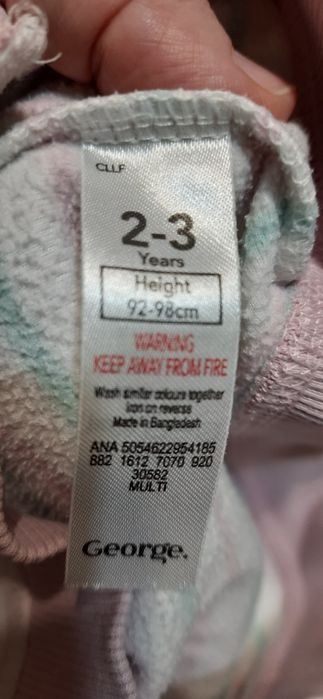 CLLF
2-3
Years
Height
92-98cm
WARNING
KEEP AWAY FROM FIRE
Wash similar colours together
Iron on reverse
Made in Bangladesh
ANA 5054622954185
882 1612 7070 920
30582
MULTI
George.